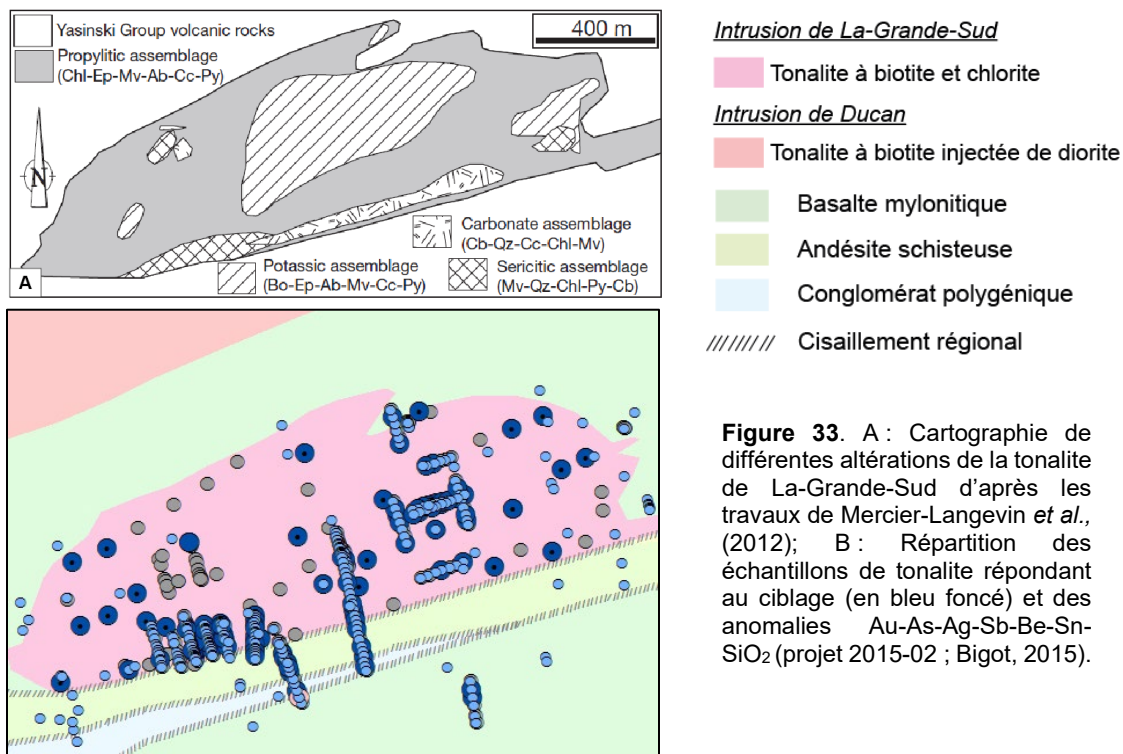 Yasinski Group volcanic rocks
Propylitic assemblage
(Chl-Ep-Mv-Ab-Cc-Py)
400 m
N
Carbonate assemblage
(Cb-Qz-Cc-Chl-Mv)
Potassic assemblage
(Bo-Ep-Ab-Mv-Cc-Py)
Sericitic assemblage
(Mv-Qz-Chl-Py-Cb)
A
Intrusion de La-Grande-Sud
Tonalite à biotite et chlorite
Intrusion de Ducan
Tonalite à biotite injectée de diorite
Basalte mylonitique
Andésite schisteuse
Conglomérat polygénique
Cisaillement régional
Figure 33. A : Cartographie de
différentes altérations de la tonalite
de La-Grande-Sud d'après les
travaux de Mercier-Langevin et al.,
(2012); B : Répartition des
échantillons de tonalite répondant
au ciblage (en bleu foncé) et des
anomalies Au-As-Ag-Sb-Be-Sn-
SiO2 (projet 2015-02 ; Bigot, 2015).